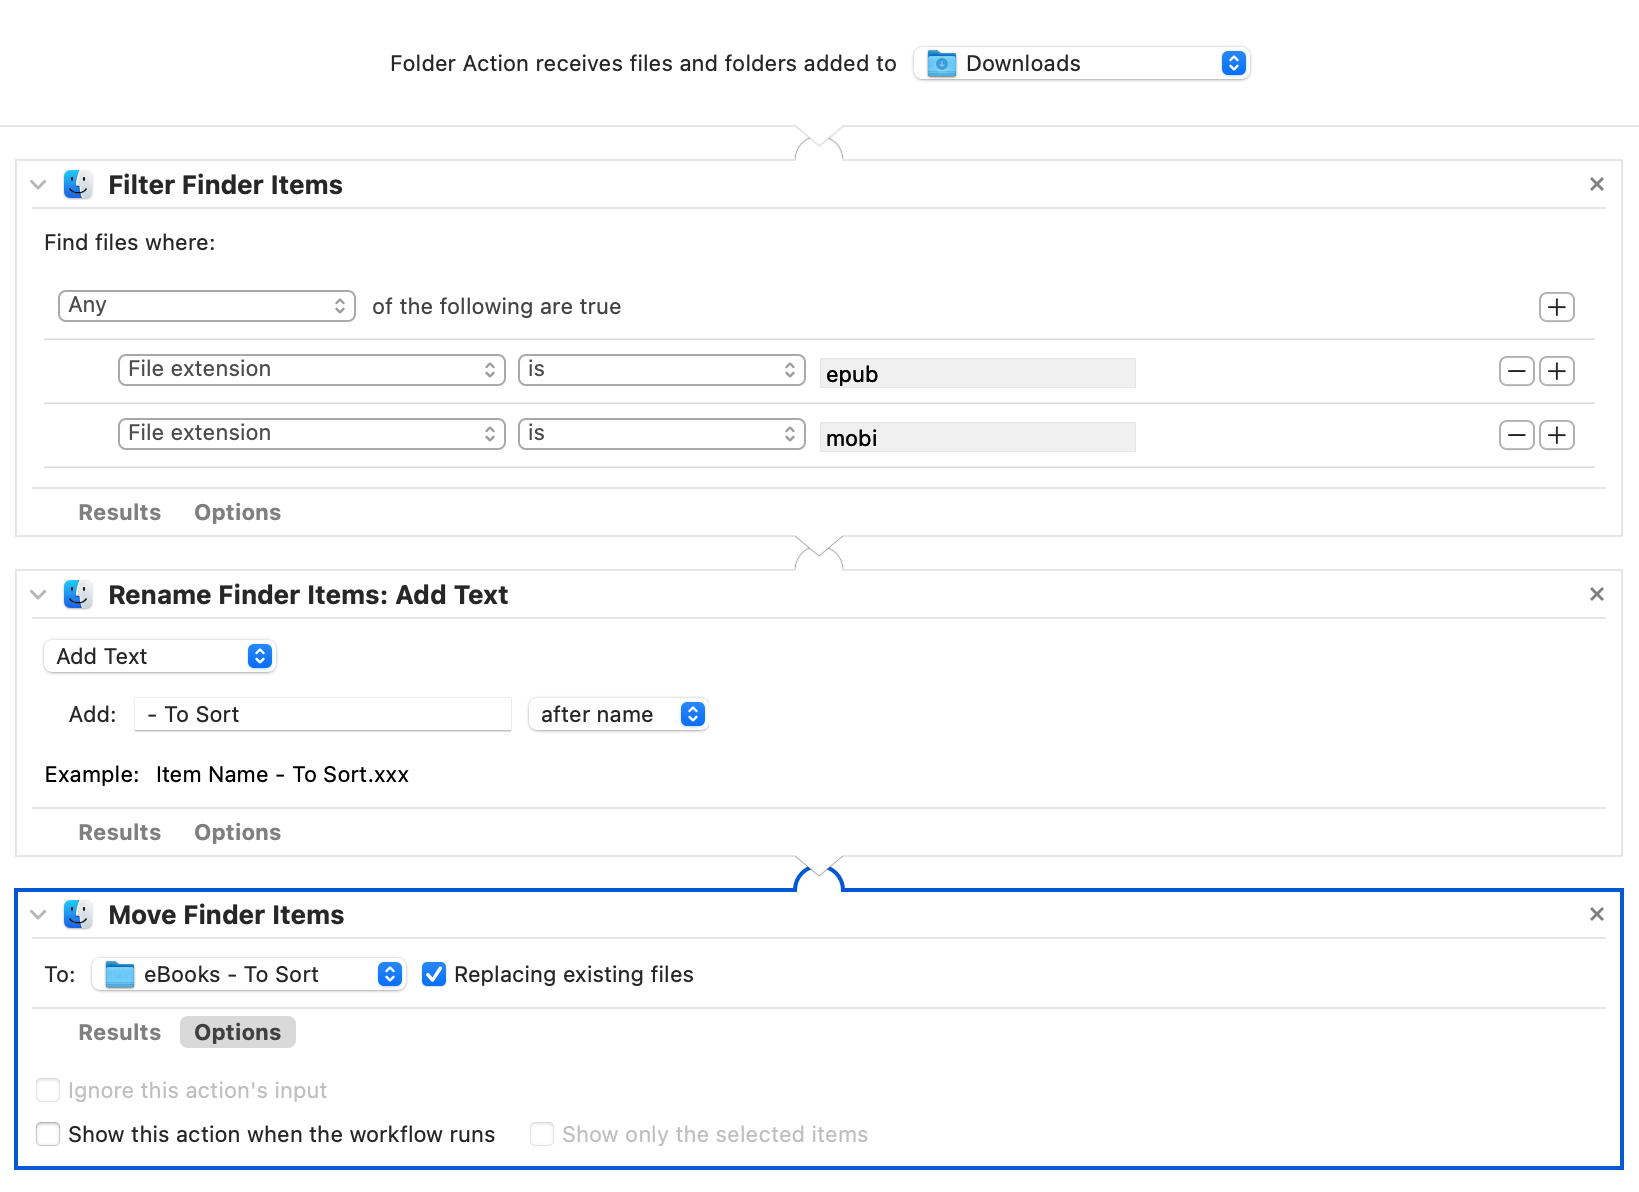 Folder Action receives files and folders added to Downloads
Filter Finder Items
Find files where:
Any of the following are true
File extension is epub
File extension is mobi
Results Options
Rename Finder Items: Add Text
Add Text
Add: - To Sort after name
Example: Item Name - To Sort.xxx
Results Options
Move Finder Items
To: eBooks - To Sort Replacing existing files
Results Options
Ignore this action's input
Show this action when the workflow runs Show only the selected items